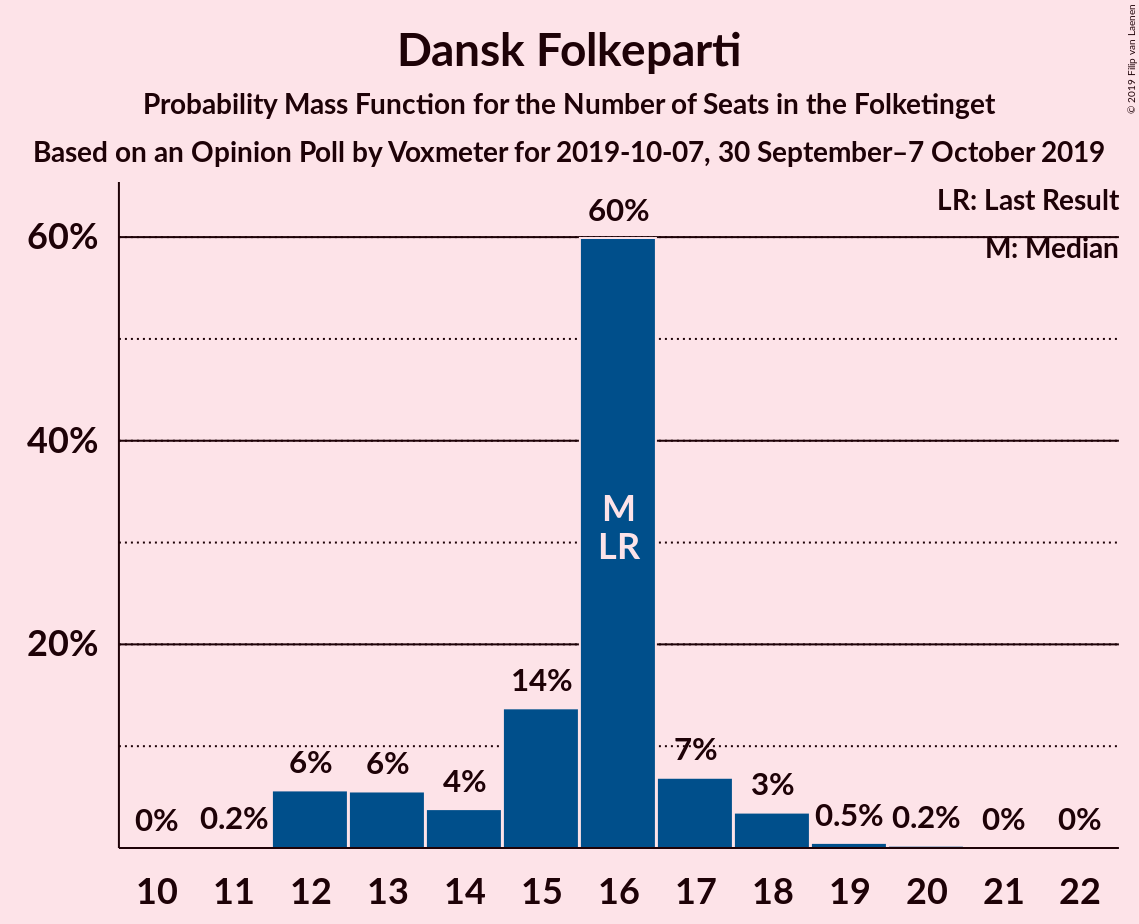 Dansk Folkeparti
Probability Mass Function for the Number of Seats in the Folketinget
Based on an Opinion Poll by Voxmeter for 2019-10-07, 30 September–7 October 2019
© 2019 Filip van Laenen
LR: Last Result
M: Median
60%
40%
20%
0%
0.2%
6%
6%
4%
14%
60%
7%
3%
0.5%
0.2%
0%
0%
M
LR
10 11 12 13 14 15 16 17 18 19 20 21 22